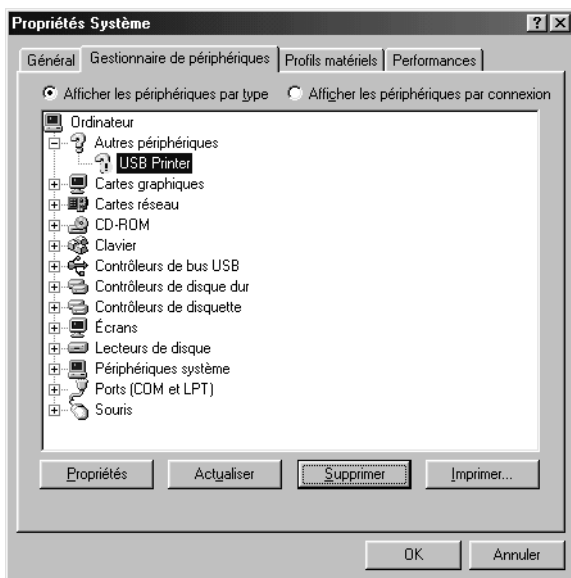 Propriétés Système
Général Gestionnaire de périphériques Profils matériels Performances
Afficher les périphériques par type Afficher les périphériques par connexion
Ordinateur
Autres périphériques
USB Printer
Cartes graphiques
Cartes réseau
CD-ROM
Clavier
Contrôleurs de bus USB
Contrôleurs de disque dur
Contrôleurs de disquette
Écrans
Lecteurs de disque
Périphériques système
Ports (COM et LPT)
Souris
Propriétés Actualiser Supprimer Imprimer...
OK Annuler